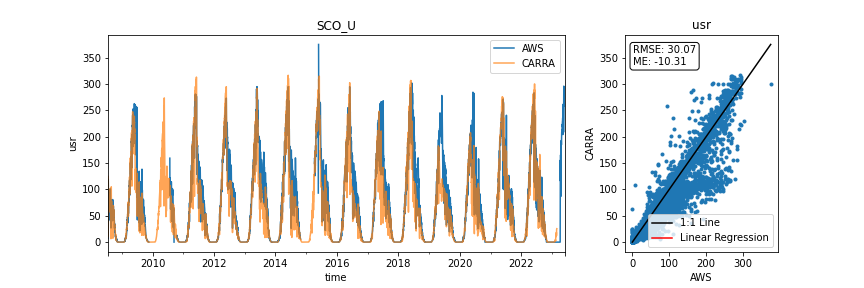 SCO_U
usr
350
300
250
200
150
100
50
0
2010
2012
2014
2016
2018
2020
2022
time
usr
AWS
CARRA
usr
RMSE: 30.07
ME: -10.31
350
300
250
200
150
100
50
0
0
100
200
300
AWS
CARRA
1:1 Line
Linear Regression